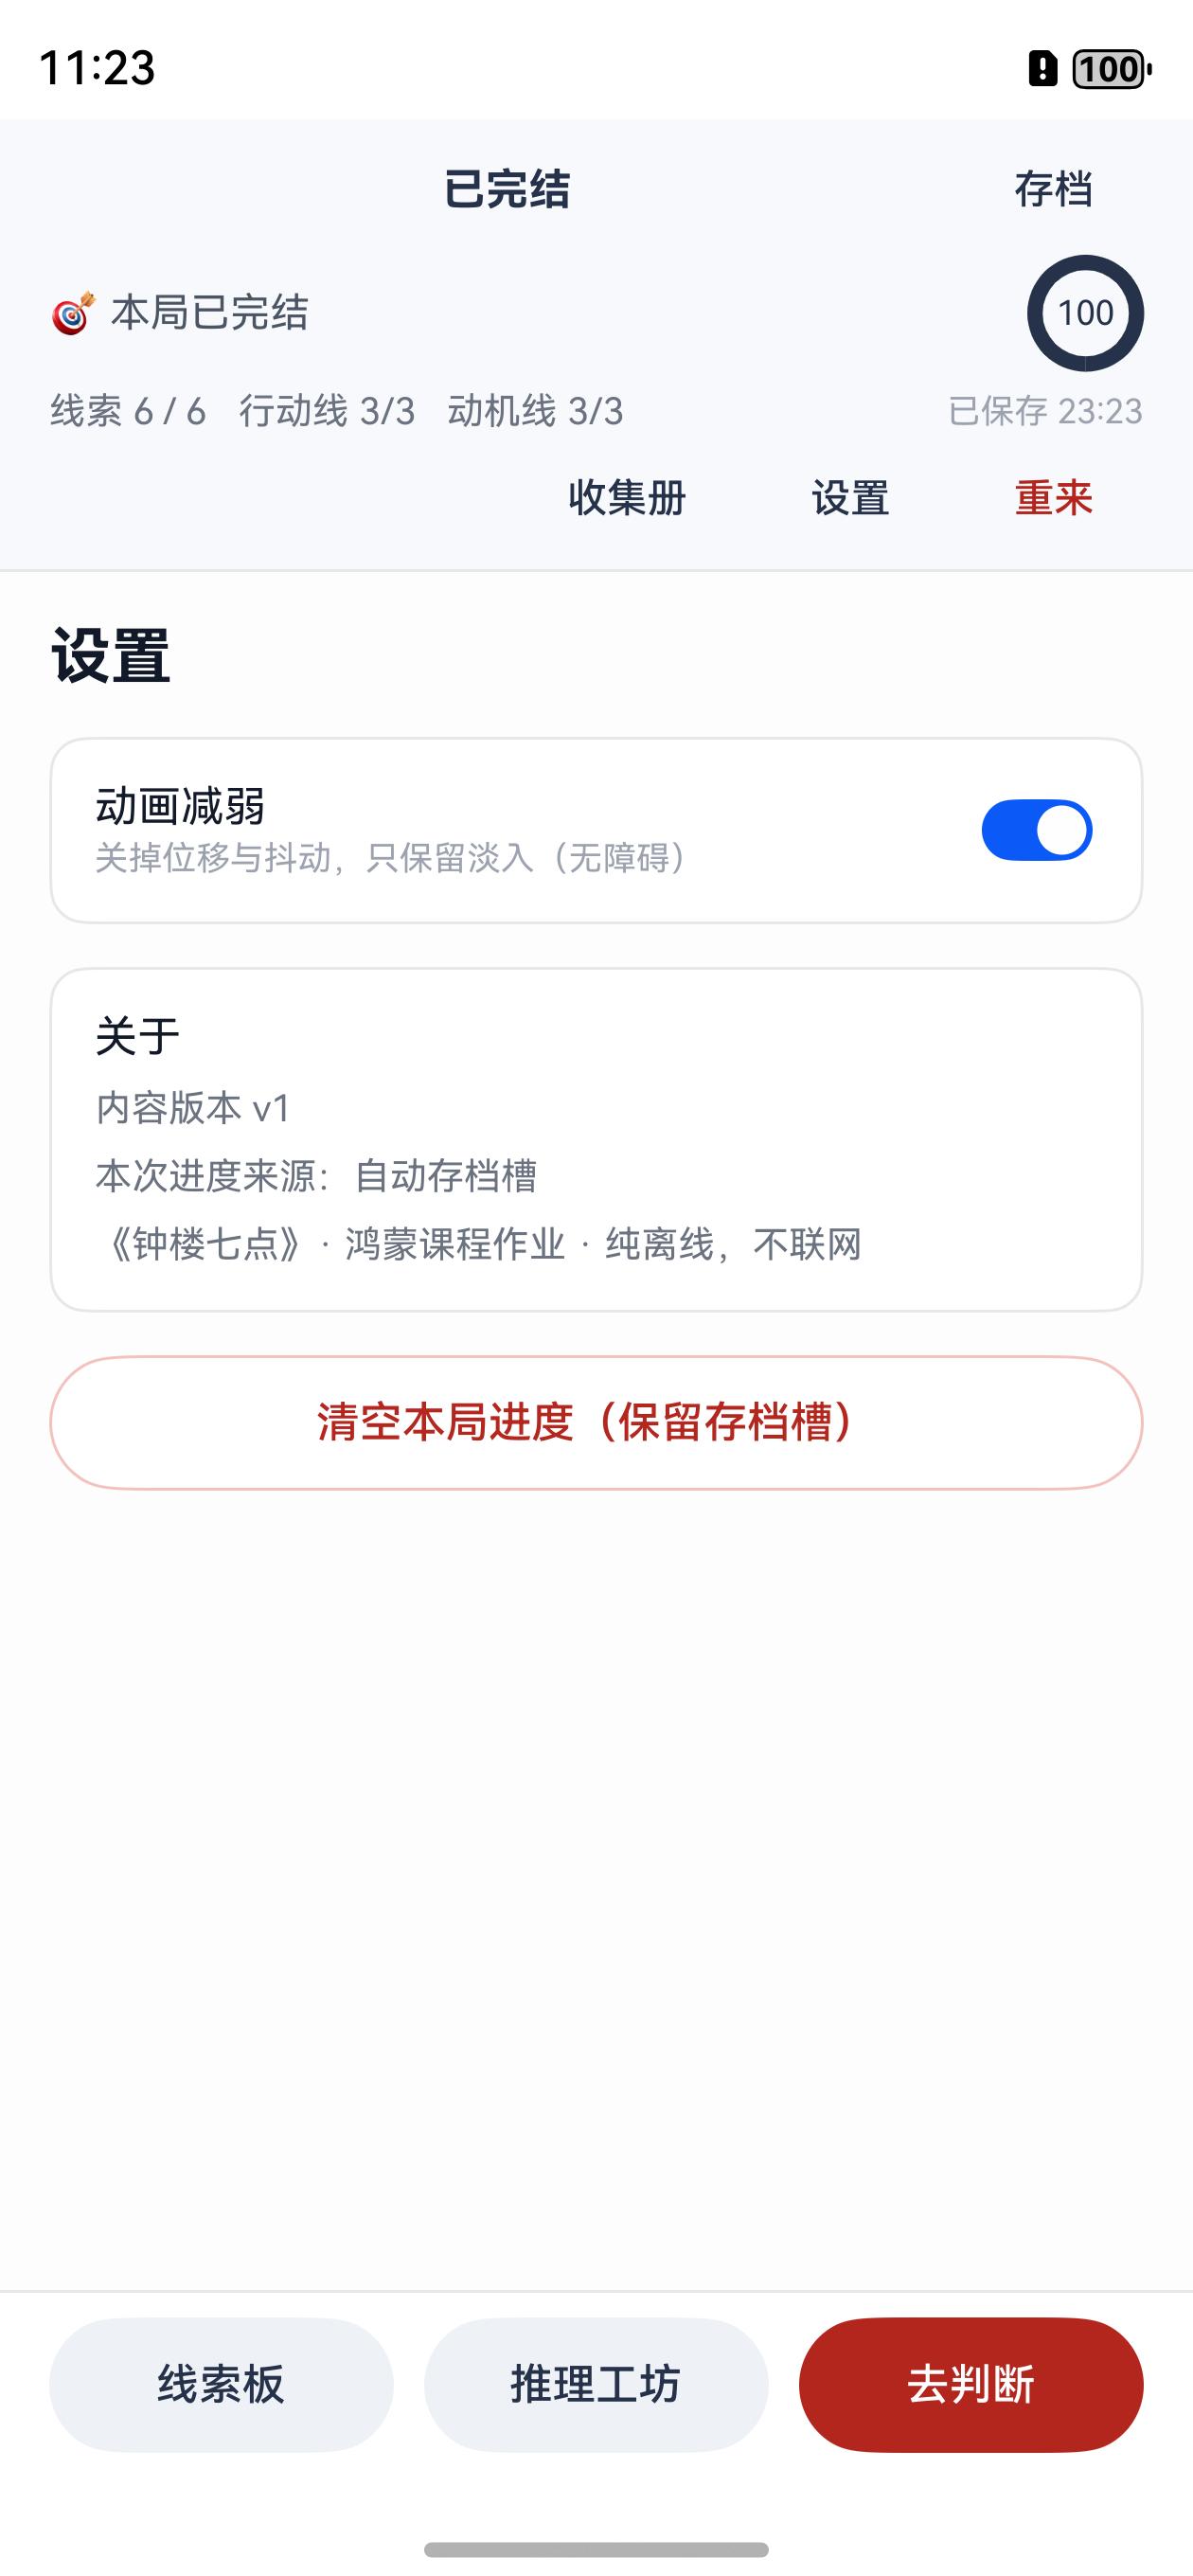 11:23
100
已完结 存档
🎯 本局已完结 100
线索 6 / 6 行动线 3/3 动机线 3/3 已保存 23:23
收集册 设置 重来
设置
动画减弱
关掉位移与抖动，只保留淡入（无障碍）
关于
内容版本 v1
本次进度来源：自动存档槽
《钟楼七点》· 鸿蒙课程作业 · 纯离线，不联网
清空本局进度（保留存档槽）
线索板 推理工坊 去判断